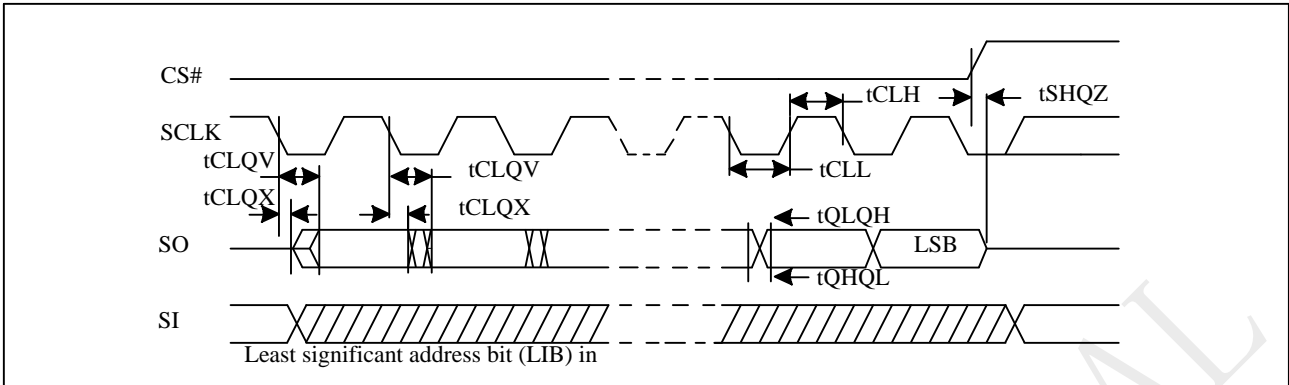 CS#
tCLH
tSHQZ
SCLK
tCLQV
tCLQV
tCLL
tCLQX
tCLQX
tQLQH
SO
LSB
tQHQL
SI
Least significant address bit (LIB) in
AL